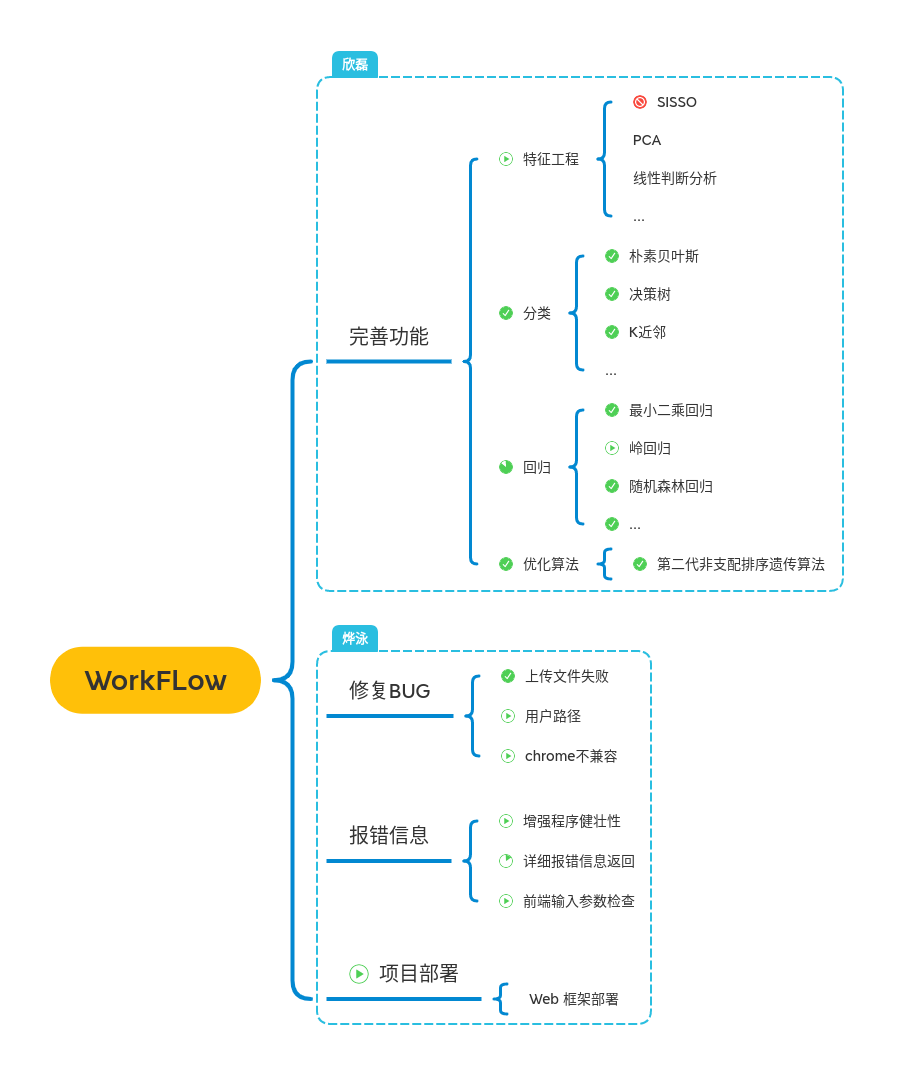 欣磊
SISSO
PCA
特征工程
线性判断分析
...
朴素贝叶斯
决策树
分类
K近邻
...
完善功能
最小二乘回归
岭回归
回归
随机森林回归
...
优化算法
第二代非支配排序遗传算法
WorkFLow
烨泳
修复BUG
上传文件失败
用户路径
chrome不兼容
报错信息
增强程序健壮性
详细报错信息返回
前端输入参数检查
项目部署
Web 框架部署